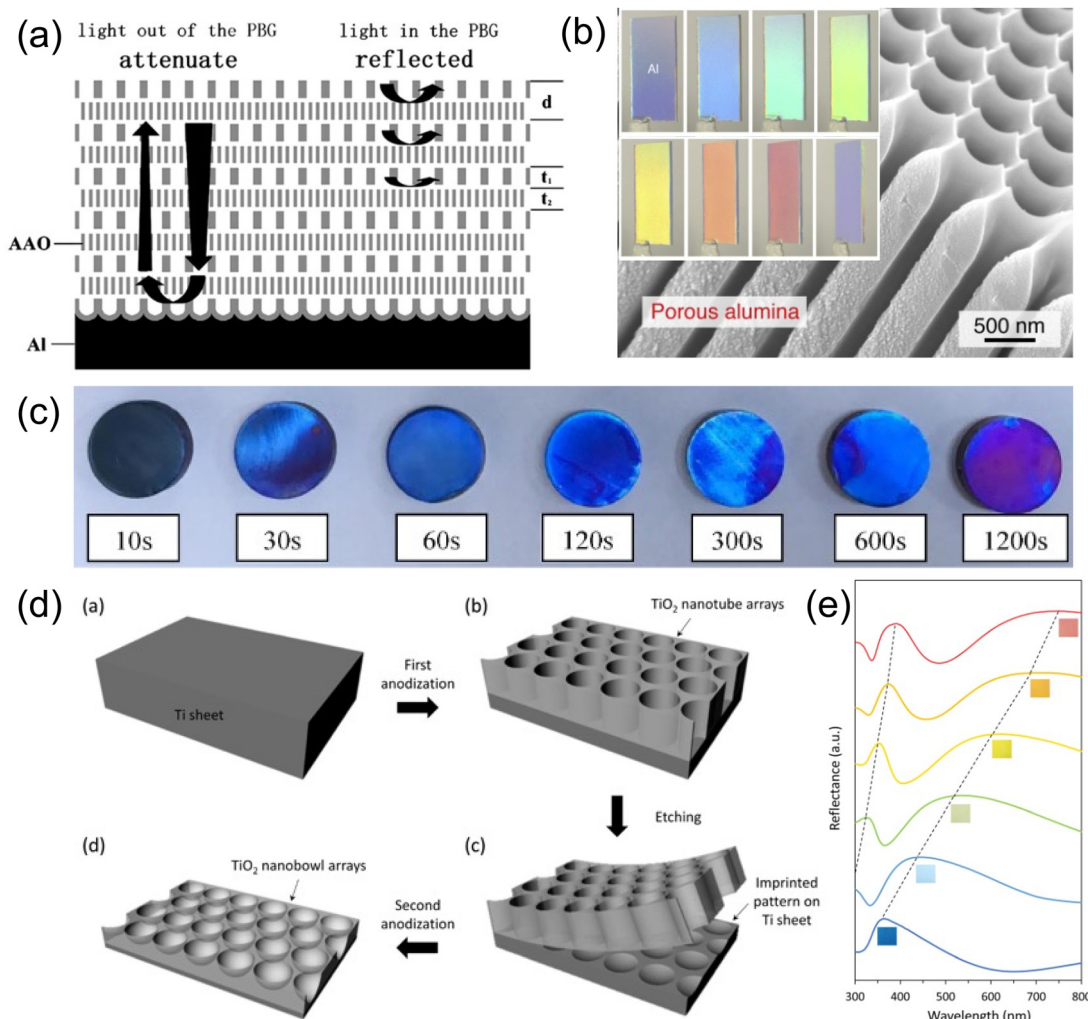 (a)
light out of the PBG
attenuate
light in the PBG
reflected
d
t₁
t₂
AAO
Al
(b)
Al
Porous alumina
500 nm
(c)
10s
30s
60s
120s
300s
600s
1200s
(d)
(a)
Ti sheet
First
anodization
(b)
TiO₂ nanotube arrays
Etching
(c)
Imprinted
pattern on
Ti sheet
Second
anodization
(d)
TiO₂ nanobowl arrays
(e)
Reflectance (a.u.)
300 400 500 600 700 800
Wavelength (nm)